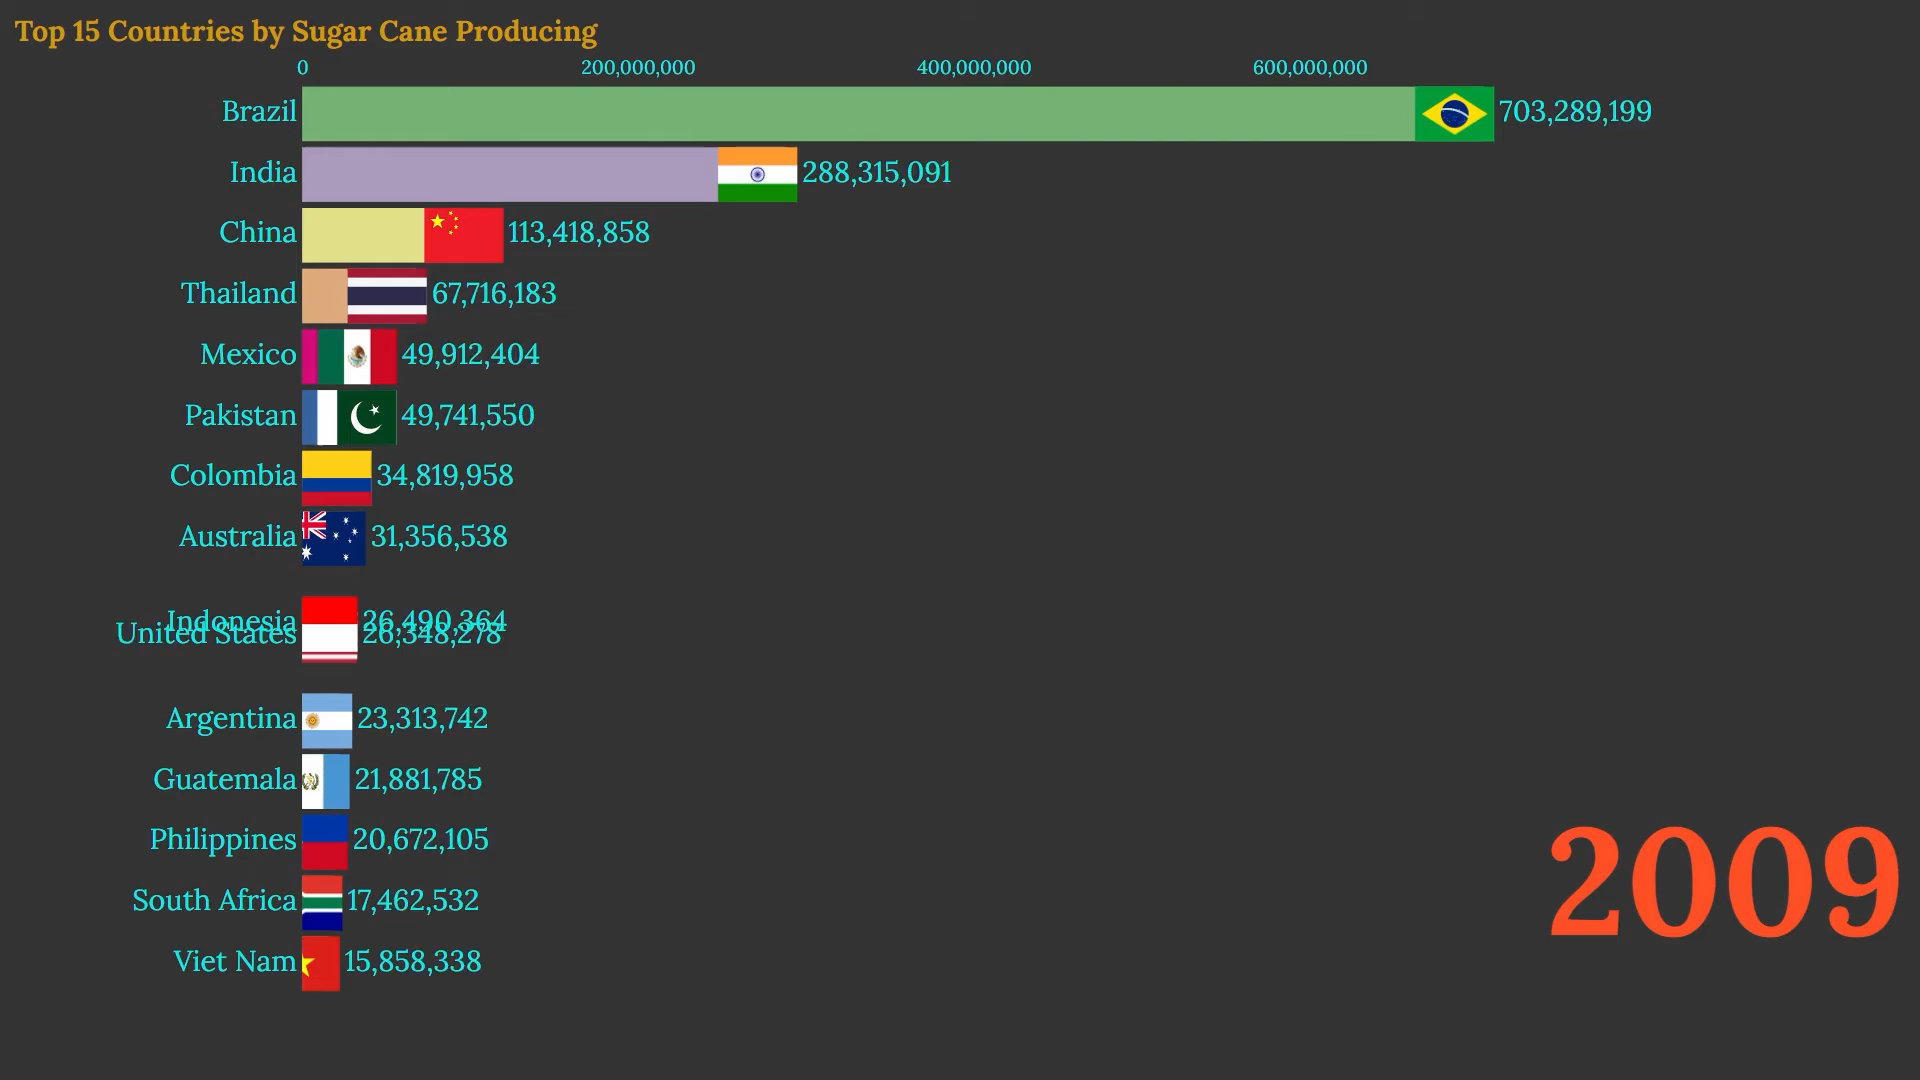 Top 15 Countries by Sugar Cane Producing
0 200,000,000 400,000,000 600,000,000
Brazil 703,289,199
India 288,315,091
China 113,418,858
Thailand 67,716,183
Mexico 49,912,404
Pakistan 49,741,550
Colombia 34,819,958
Australia 31,356,538
Indonesia 26,490,364
United States 26,348,278
Argentina 23,313,742
Guatemala 21,881,785
Philippines 20,672,105
South Africa 17,462,532
Viet Nam 15,858,338
2009